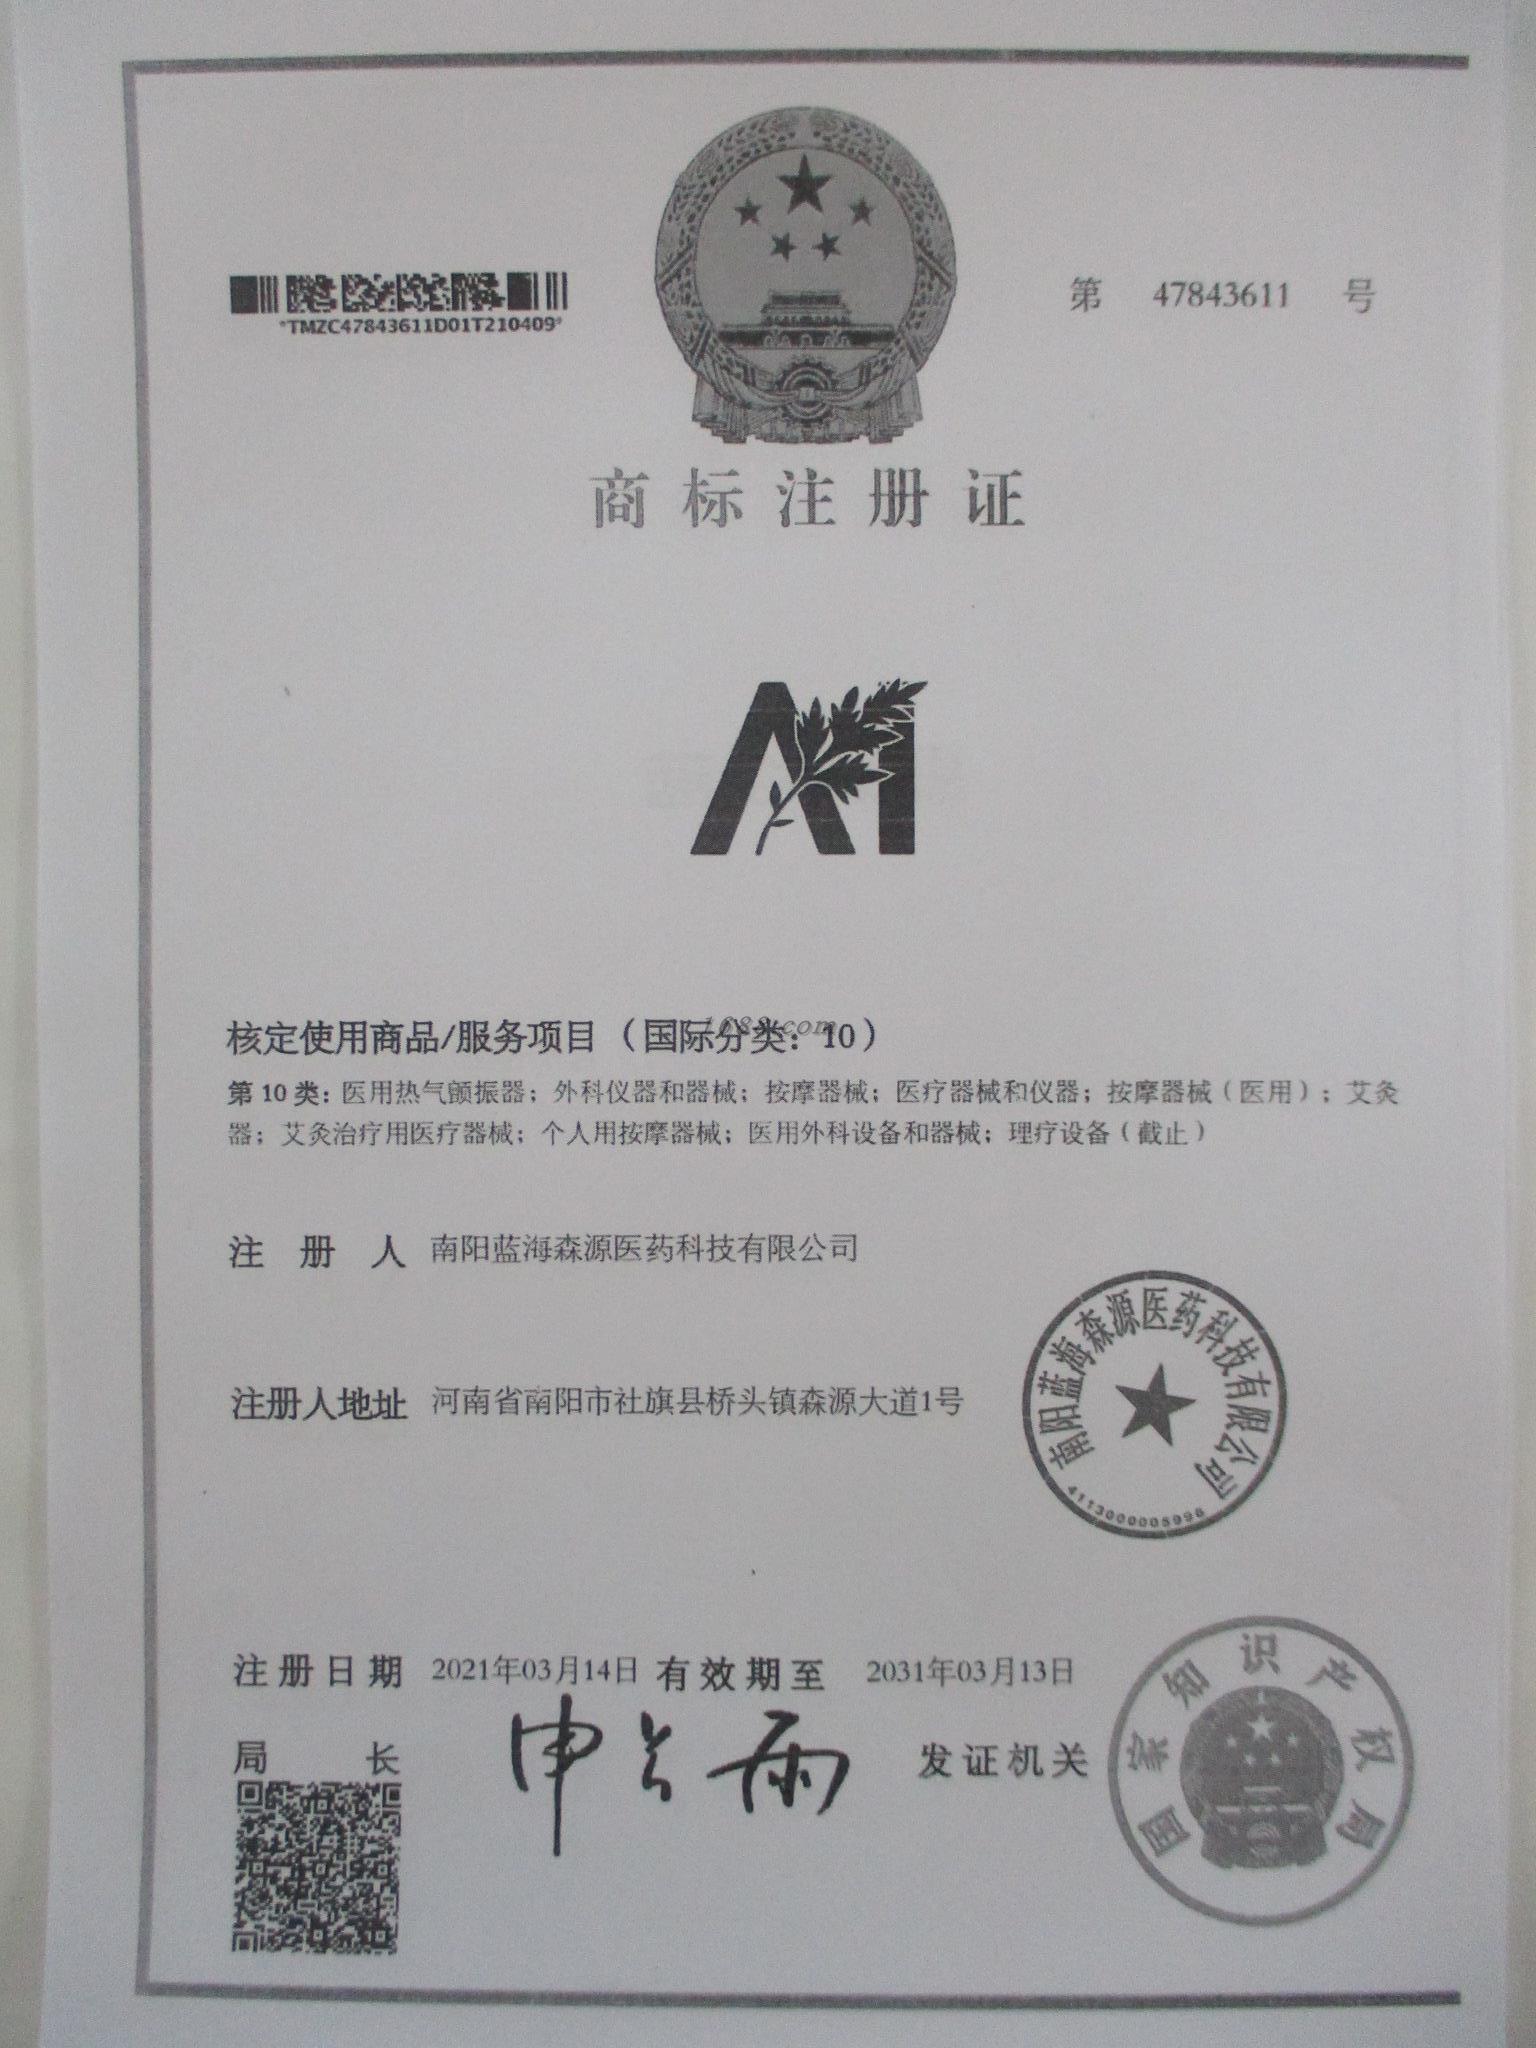 第 47843611 号
*TMZC47843611D01T210409*
商标注册证
AI
核定使用商品/服务项目（国际分类：10）
1688.com
第10类：医用热气颤振器；外科仪器和器械；按摩器械；医疗器械和仪器；按摩器械（医用）；艾灸
器；艾灸治疗用医疗器械；个人用按摩器械；医用外科设备和器械；理疗设备（截止）
注册人 南阳蓝海森源医药科技有限公司
注册人地址 河南省南阳市社旗县桥头镇森源大道1号
南阳蓝海森源医药科技有限公司
4113000005996
注册日期 2021年03月14日 有效期至 2031年03月13日
局长 申长雨 发证机关
国家知识产权局